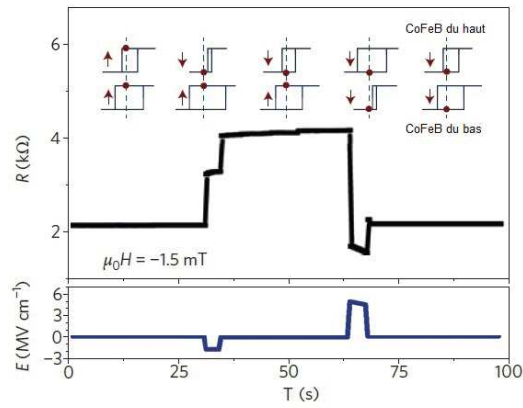 CoFeB du haut
CoFeB du bas
R (kΩ)
6
4
2
μ₀H = −1.5 mT
E (MV cm⁻¹)
6
3
0
−3
0
25
50
75
100
T (s)